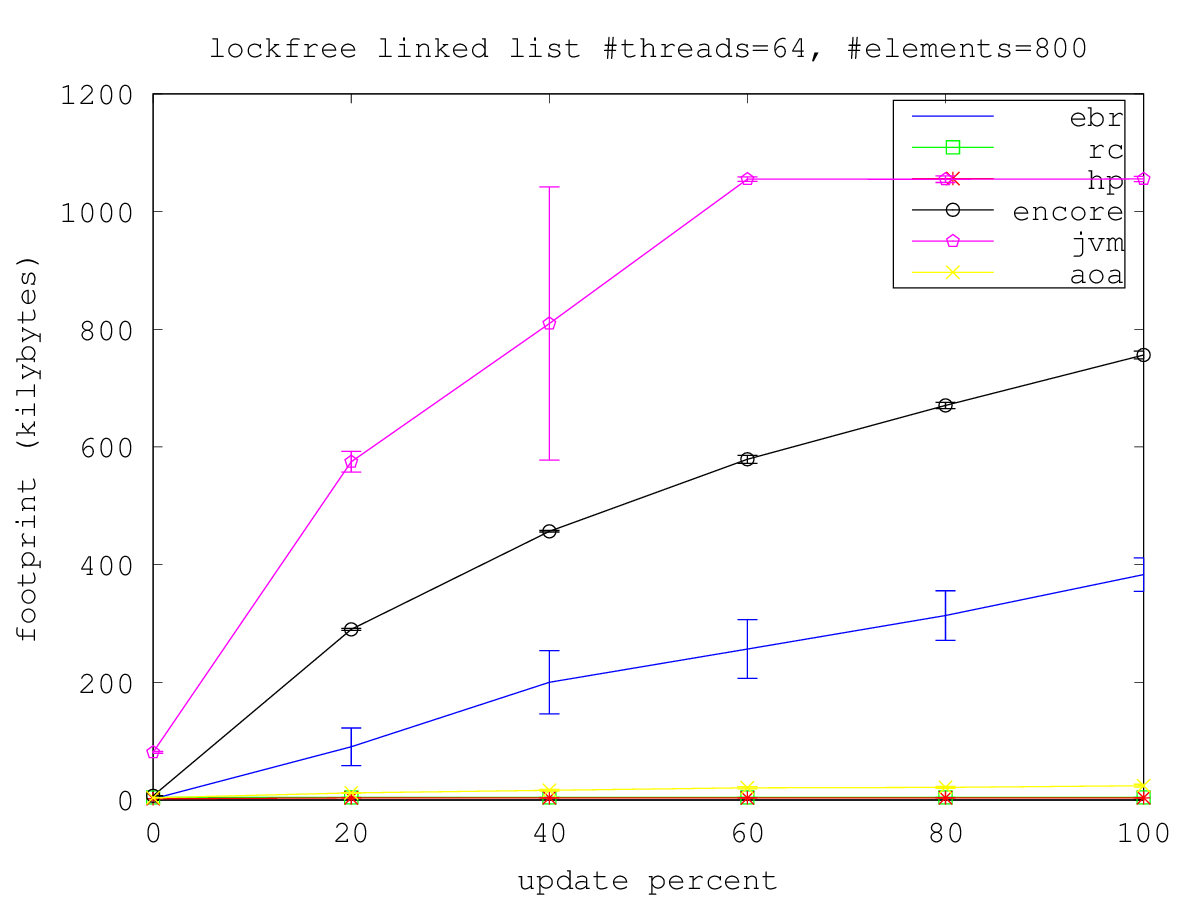 lockfree linked list #threads=64, #elements=800
1200
1000
800
600
400
200
0
footprint (kilybytes)
ebr
rc
hp
encore
jvm
aoa
0 20 40 60 80 100
update percent